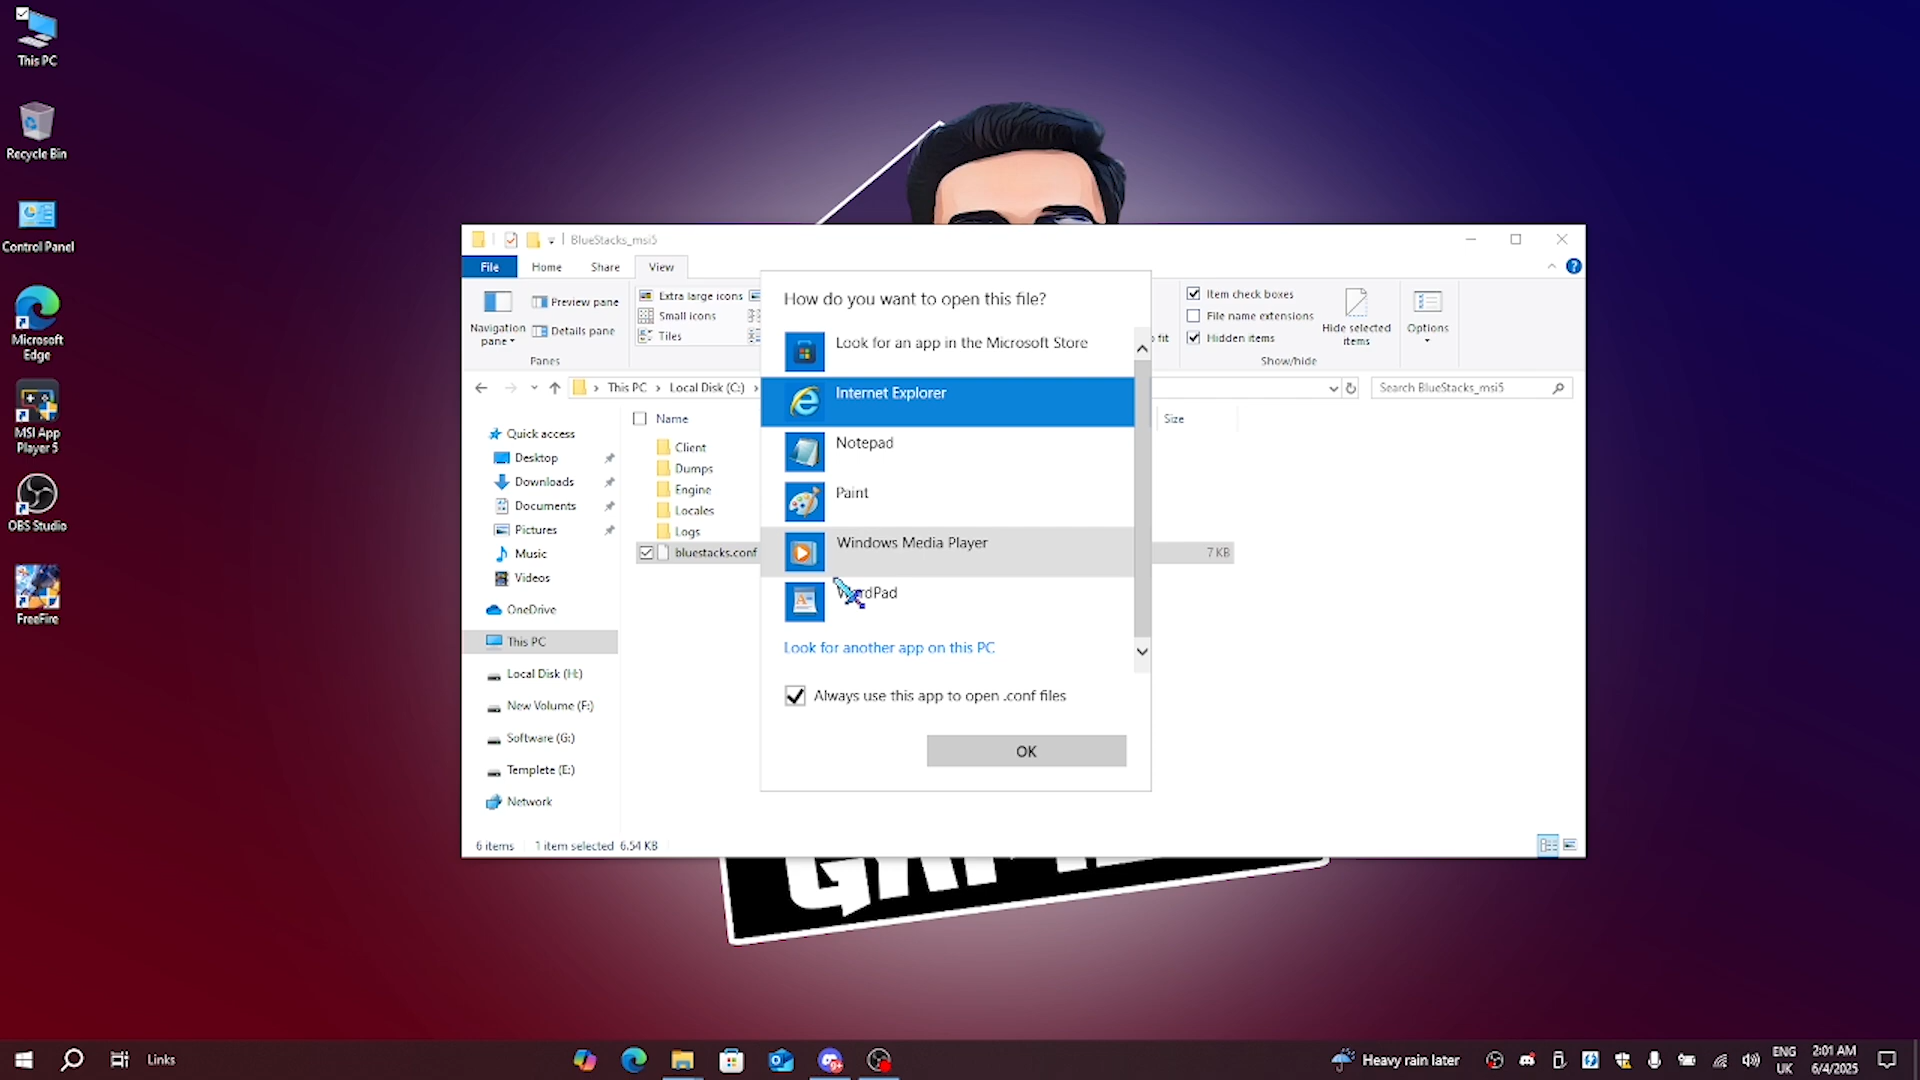 This PC
Recycle Bin
Control Panel
Microsoft
Edge
MSI App
Player 5
OBS Studio
FreeFire
BlueStacks_msi5
File
Home
Share
View
Navigation
pane
Preview pane
Details pane
Panes
Extra large icons
Small icons
Tiles
fit
Item check boxes
File name extensions
Hidden items
Hide selected
items
Show/hide
Options
This PC > Local Disk (C:) >
Search BlueStacks_msi5
Quick access
Desktop
Downloads
Documents
Pictures
Music
Videos
OneDrive
This PC
Local Disk (H:)
New Volume (F:)
Software (G:)
Templete (E:)
Network
Name
Size
Client
Dumps
Engine
Locales
Logs
bluestacks.conf
7 KB
How do you want to open this file?
Look for an app in the Microsoft Store
Internet Explorer
Notepad
Paint
Windows Media Player
WordPad
Look for another app on this PC
Always use this app to open .conf files
OK
6 items
1 item selected 6.54 KB
Links
Heavy rain later
ENG
UK
2:01 AM
6/4/2025